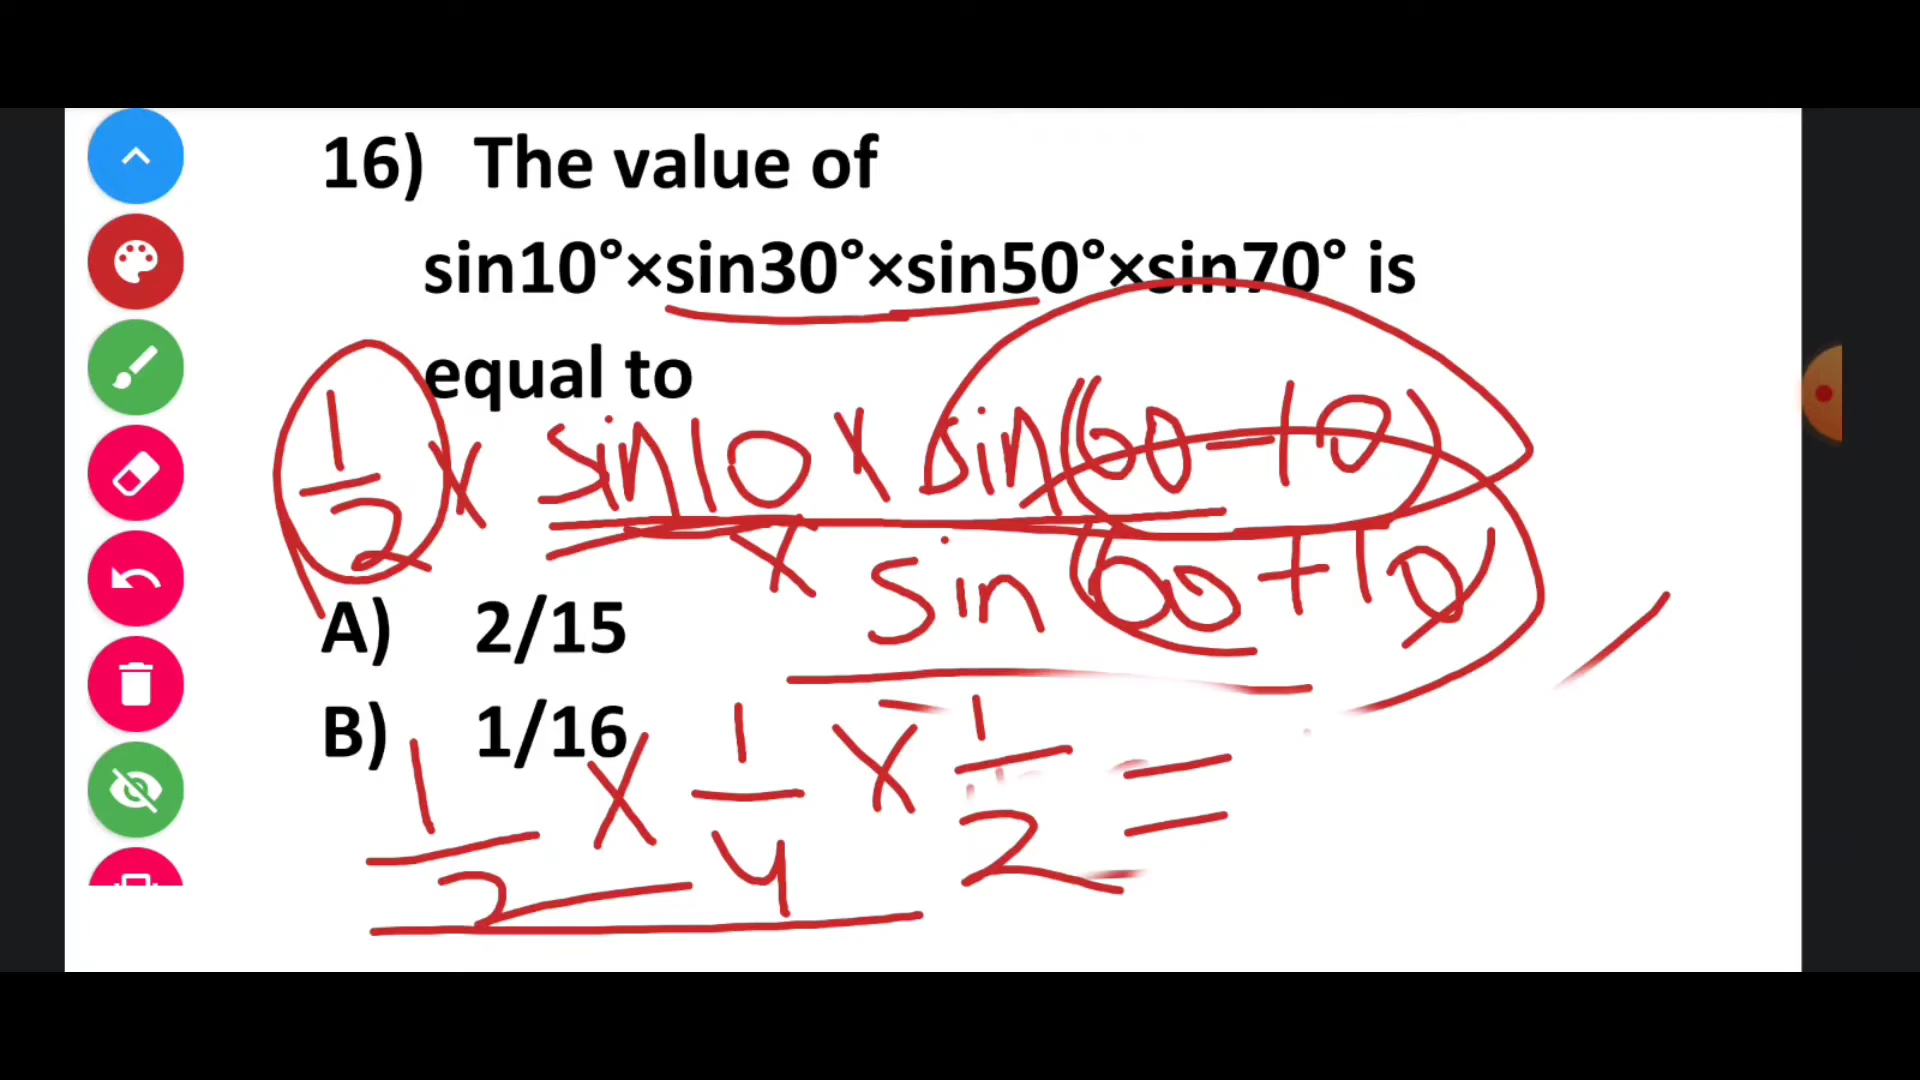 16) The value of
sin10°×sin30°×sin50°×sin70° is
equal to
1/2 × sin10 × sin(60-10)
× sin(60+10)
A) 2/15
B) 1/16
1/2 × 1/4 × 1/2 =